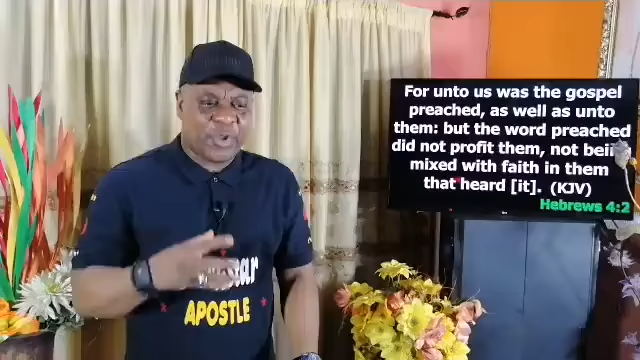 For unto us was the gospel
preached, as well as unto
them: but the word preached
did not profit them, not
mixed with faith in them
that heard [it]. (KJV)
Hebrews 4:2
APOSTLE